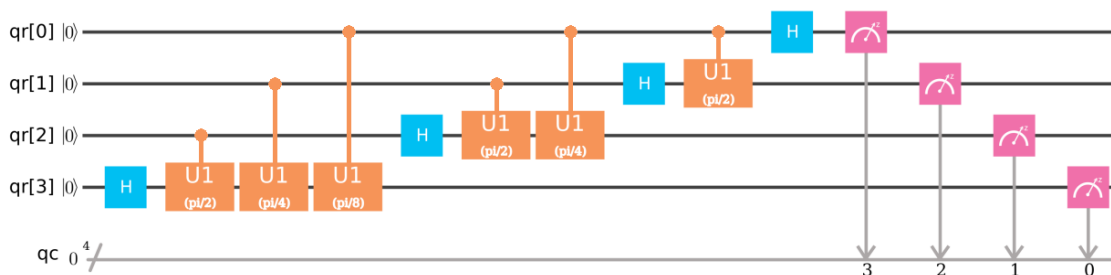 qr[0] |0⟩ H z
qr[1] |0⟩ H U1 (pi/2) z
qr[2] |0⟩ H U1 (pi/2) U1 (pi/4) z
qr[3] |0⟩ H U1 (pi/2) U1 (pi/4) U1 (pi/8) z
qc 0 4 3 2 1 0